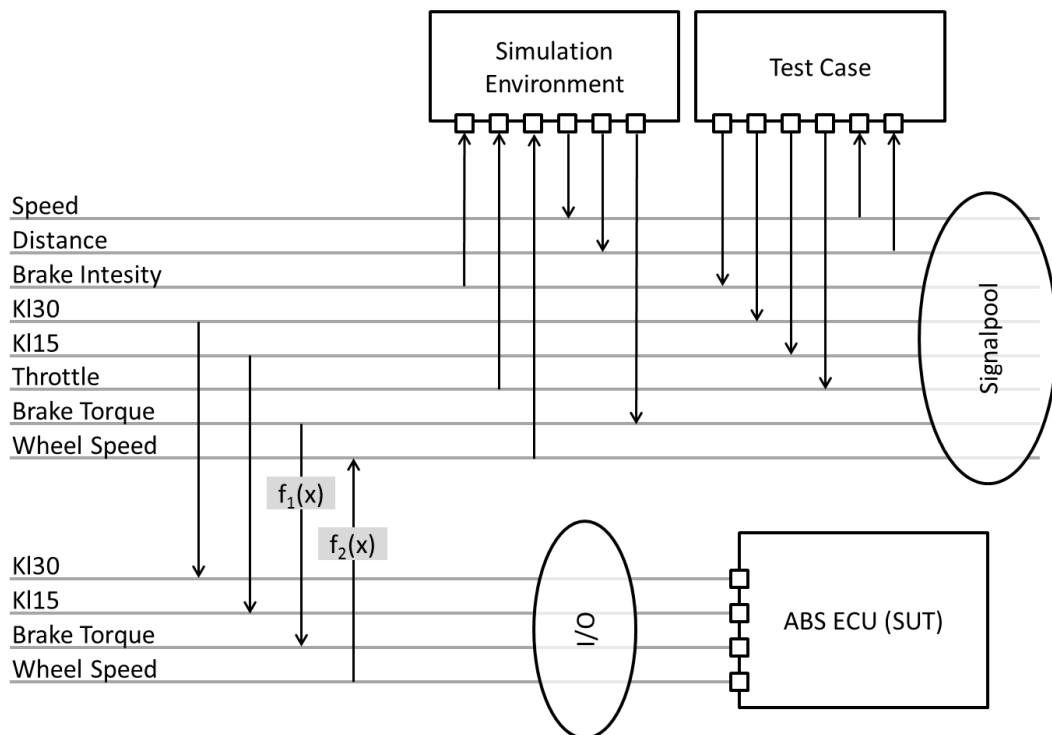 Simulation
Environment
Test Case
Speed
Distance
Brake Intesity
Kl30
Kl15
Throttle
Brake Torque
Wheel Speed
Signalpool
f₁(x)
f₂(x)
Kl30
Kl15
Brake Torque
Wheel Speed
I/O
ABS ECU (SUT)